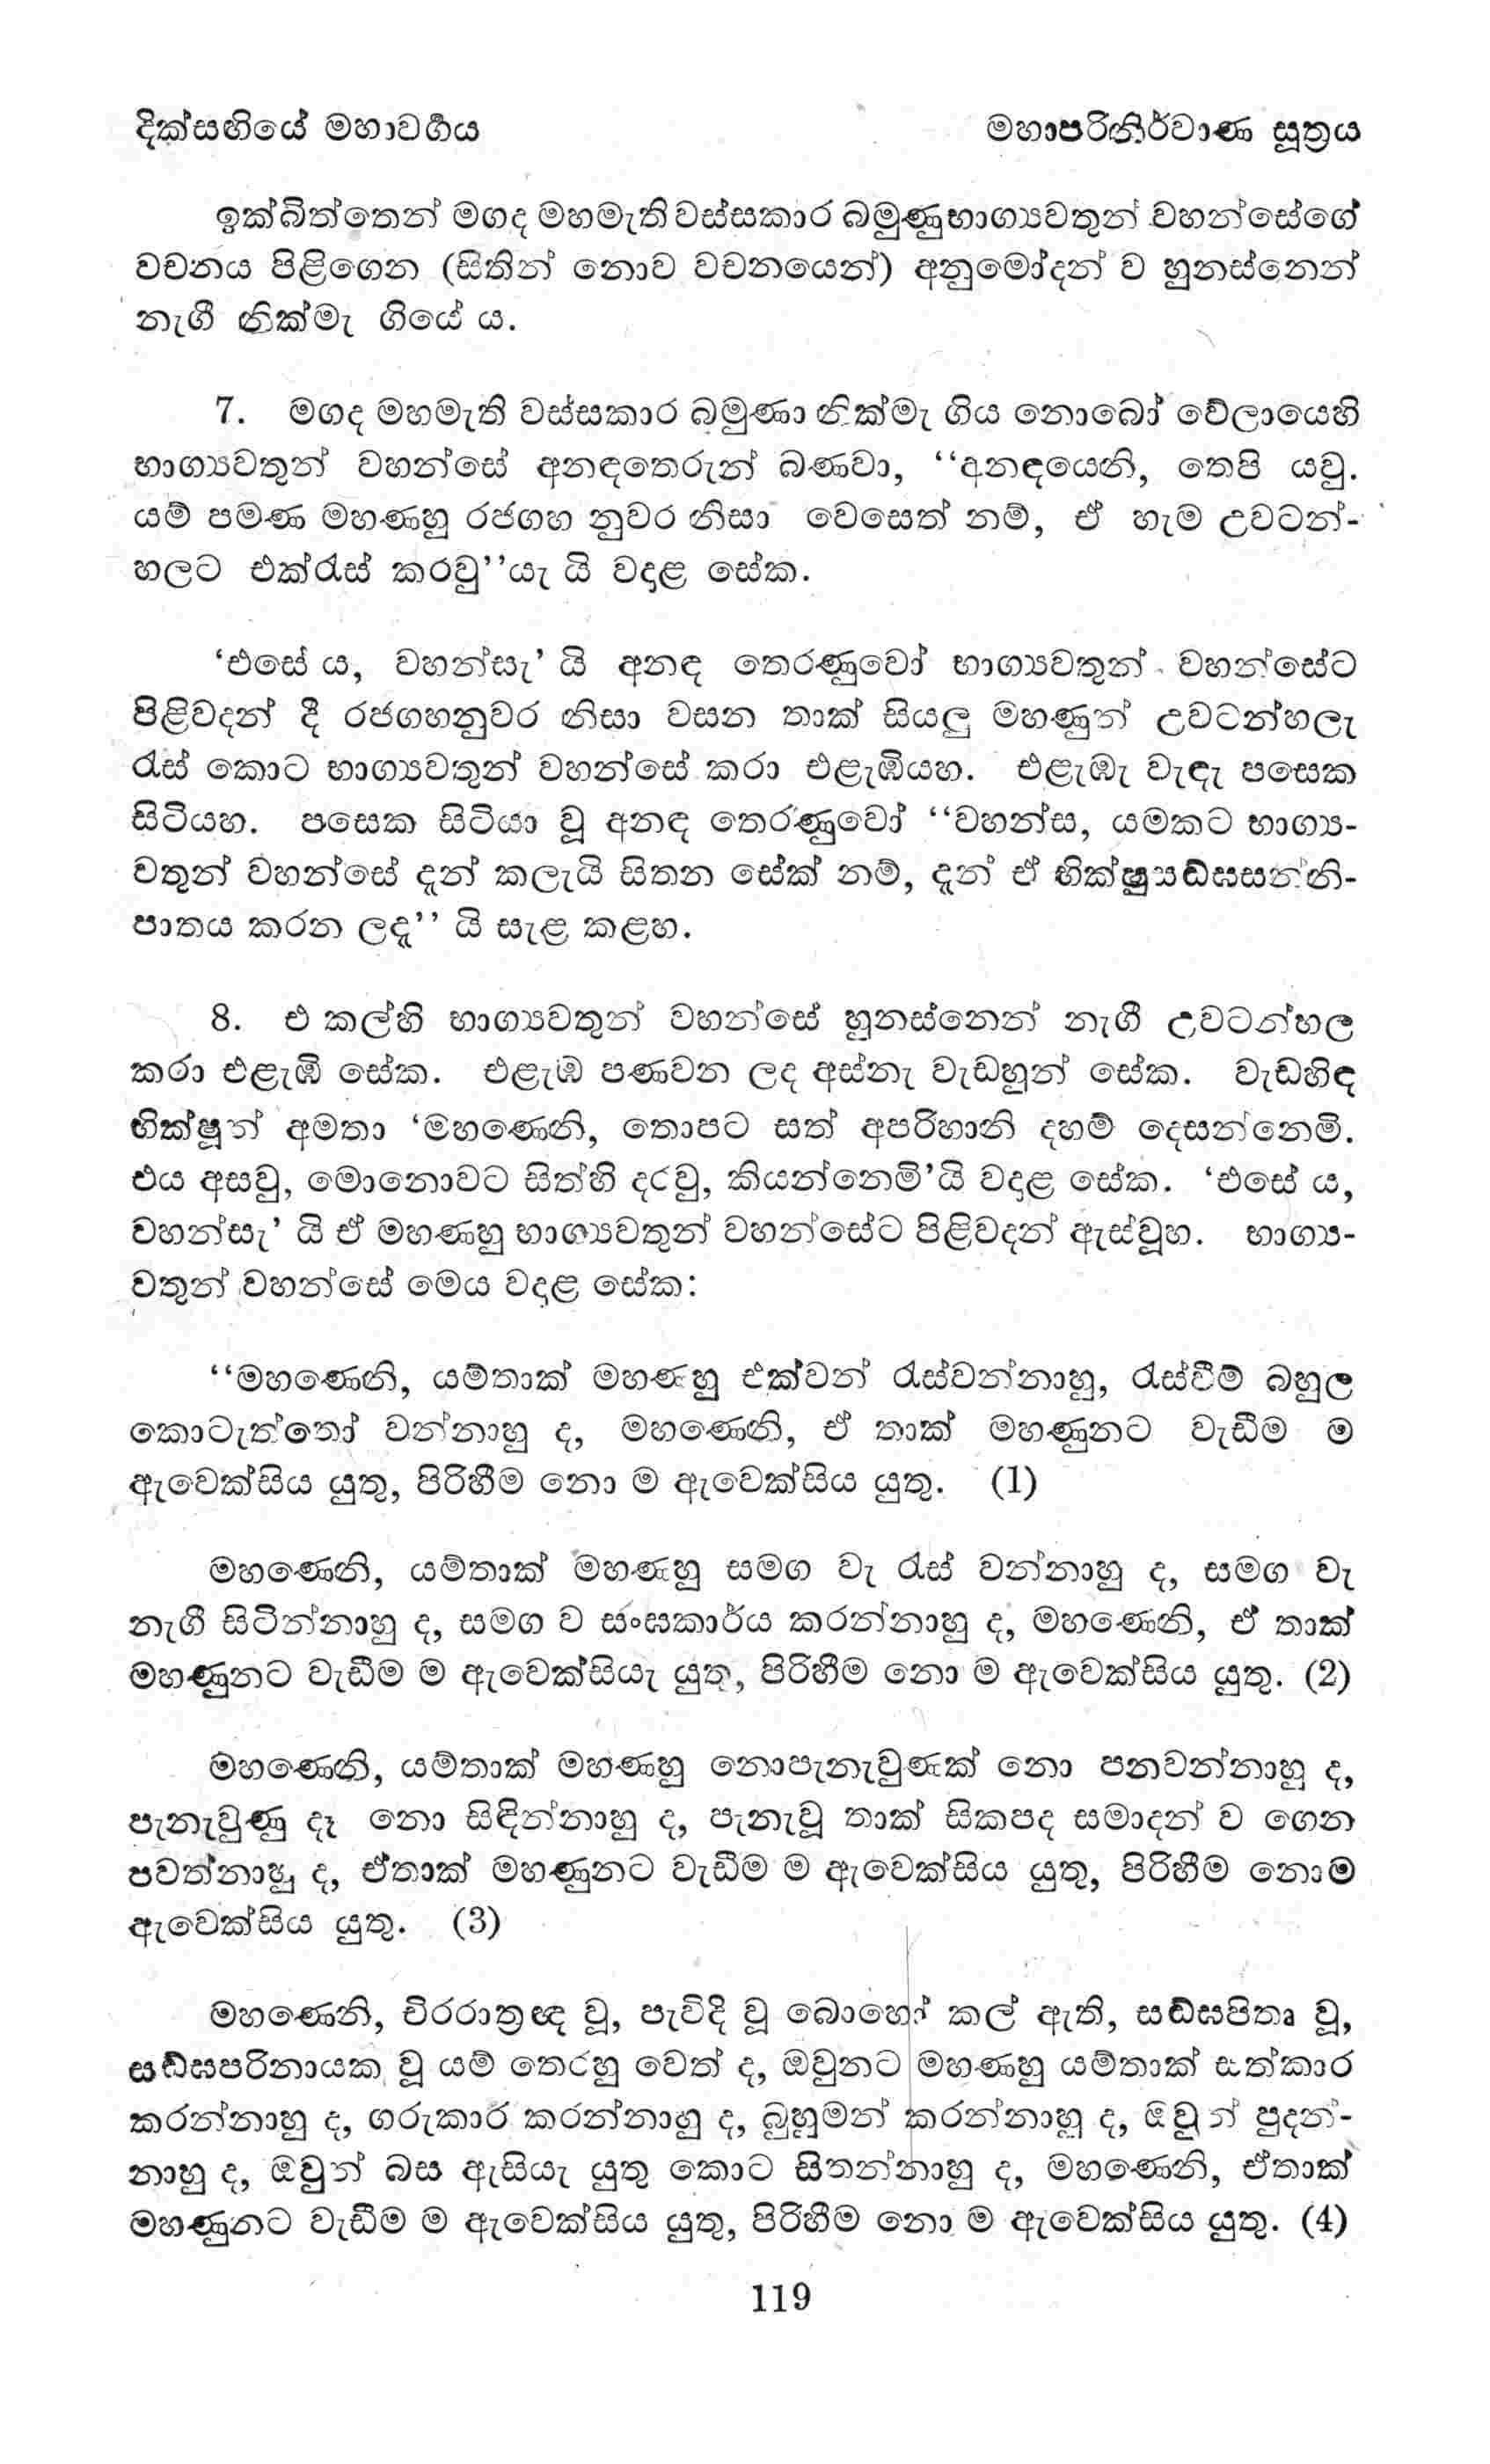 දික්සඟියේ මහාවර්‍ගය
මහාපරිනිර්වාණ සූත්‍රය
ඉක්බිත්තෙන් මගද මහමැති වස්සකාර බමුණු භාග්‍යවතුන් වහන්සේගේ
වචනය පිළිගෙන (සිතින් නොව වචනයෙන්) අනුමෝදන් ව හුනස්නෙන්
නැගී නික්මැ ගියේ ය.
7. මගද මහමැති වස්සකාර බමුණා නික්මැ ගිය නොබෝ වේලායෙහි
භාග්‍යවතුන් වහන්සේ අනඳතෙරුන් බණවා, “අනඳයෙනි, තෙපි යවු.
යම් පමණ මහණහු රජගහ නුවර නිසා වෙසෙත් නම්, ඒ හැම උවටන්-
හලට එක්රැස් කරවු”යැ යි වදාළ සේක.
‘එසේ ය, වහන්සැ’ යි අනඳ තෙරණුවෝ භාග්‍යවතුන් වහන්සේට
පිළිවදන් දී රජගහනුවර නිසා වසන තාක් සියලු මහණුන් උවටන්හලැ
රැස් කොට භාග්‍යවතුන් වහන්සේ කරා එළැඹියහ. එළැඹැ වැඳැ පසෙක
සිටියහ. පසෙක සිටියා වූ අනඳ තෙරණුවෝ “වහන්ස, යමකට භාග්‍ය-
වතුන් වහන්සේ දැන් කලැයි සිතන සේක් නම්, දැන් ඒ භික්ෂුසඞ්ඝසන්නි-
පාතය කරන ලදැ” යි සැළ කළහ.
8. එ කල්හි භාග්‍යවතුන් වහන්සේ හුනස්නෙන් නැගී උවටන්හල
කරා එළැඹි සේක. එළැඹ පණවන ලද අස්නැ වැඩහුන් සේක. වැඩහිඳ
භික්ෂූන් අමතා ‘මහණෙනි, තොපට සත් අපරිහානි දහම් දෙසන්නෙමි.
එය අසවු, මොනොවට සිත්හි දරවු, කියන්නෙමි’යි වදාළ සේක. ‘එසේ ය,
වහන්සැ’ යි ඒ මහණහු භාග්‍යවතුන් වහන්සේට පිළිවදන් ඇස්වූහ. භාග්‍ය-
වතුන් වහන්සේ මෙය වදාළ සේක:
“මහණෙනි, යම්තාක් මහණහු එක්වන් රැස්වන්නාහු, රැස්වීම් බහුල
කොටැත්තෝ වන්නාහු ද, මහණෙනි, ඒ තාක් මහණුනට වැඩීම ම
ඇවෙක්සිය යුතු, පිරිහීම නො ම ඇවෙක්සිය යුතු. (1)
මහණෙනි, යම්තාක් මහණහු සමග වැ රැස් වන්නාහු ද, සමග වැ
නැගී සිටින්නාහු ද, සමග ව සංඝකාර්ය කරන්නාහු ද, මහණෙනි, ඒ තාක්
මහණුනට වැඩීම ම ඇවෙක්සියැ යුතු, පිරිහීම නො ම ඇවෙක්සිය යුතු. (2)
මහණෙනි, යම්තාක් මහණහු නොපැනැවුණක් නො පනවන්නාහු ද,
පැනැවුණු දෑ නො සිඳින්නාහු ද, පැනැවූ තාක් සිකපද සමාදන් ව ගෙන
පවත්නාහු ද, ඒතාක් මහණුනට වැඩීම ම ඇවෙක්සිය යුතු, පිරිහීම නොම
ඇවෙක්සිය යුතු. (3)
මහණෙනි, චිරරාත්‍රඥ වූ, පැවිදි වූ බොහෝ කල් ඇති, සඞ්ඝපිතෘ වූ,
සඞ්ඝපරිනායක වූ යම් තෙරහු වෙත් ද, ඔවුනට මහණහු යම්තාක් සත්කාර
කරන්නාහු ද, ගරුකාර කරන්නාහු ද, බුහුමන් කරන්නාහු ද, ඔවුන් පුදන්-
නාහු ද, ඔවුන් බස ඇසියැ යුතු කොට සිතන්නාහු ද, මහණෙනි, ඒතාක්
මහණුනට වැඩීම ම ඇවෙක්සිය යුතු, පිරිහීම නො ම ඇවෙක්සිය යුතු. (4)
119